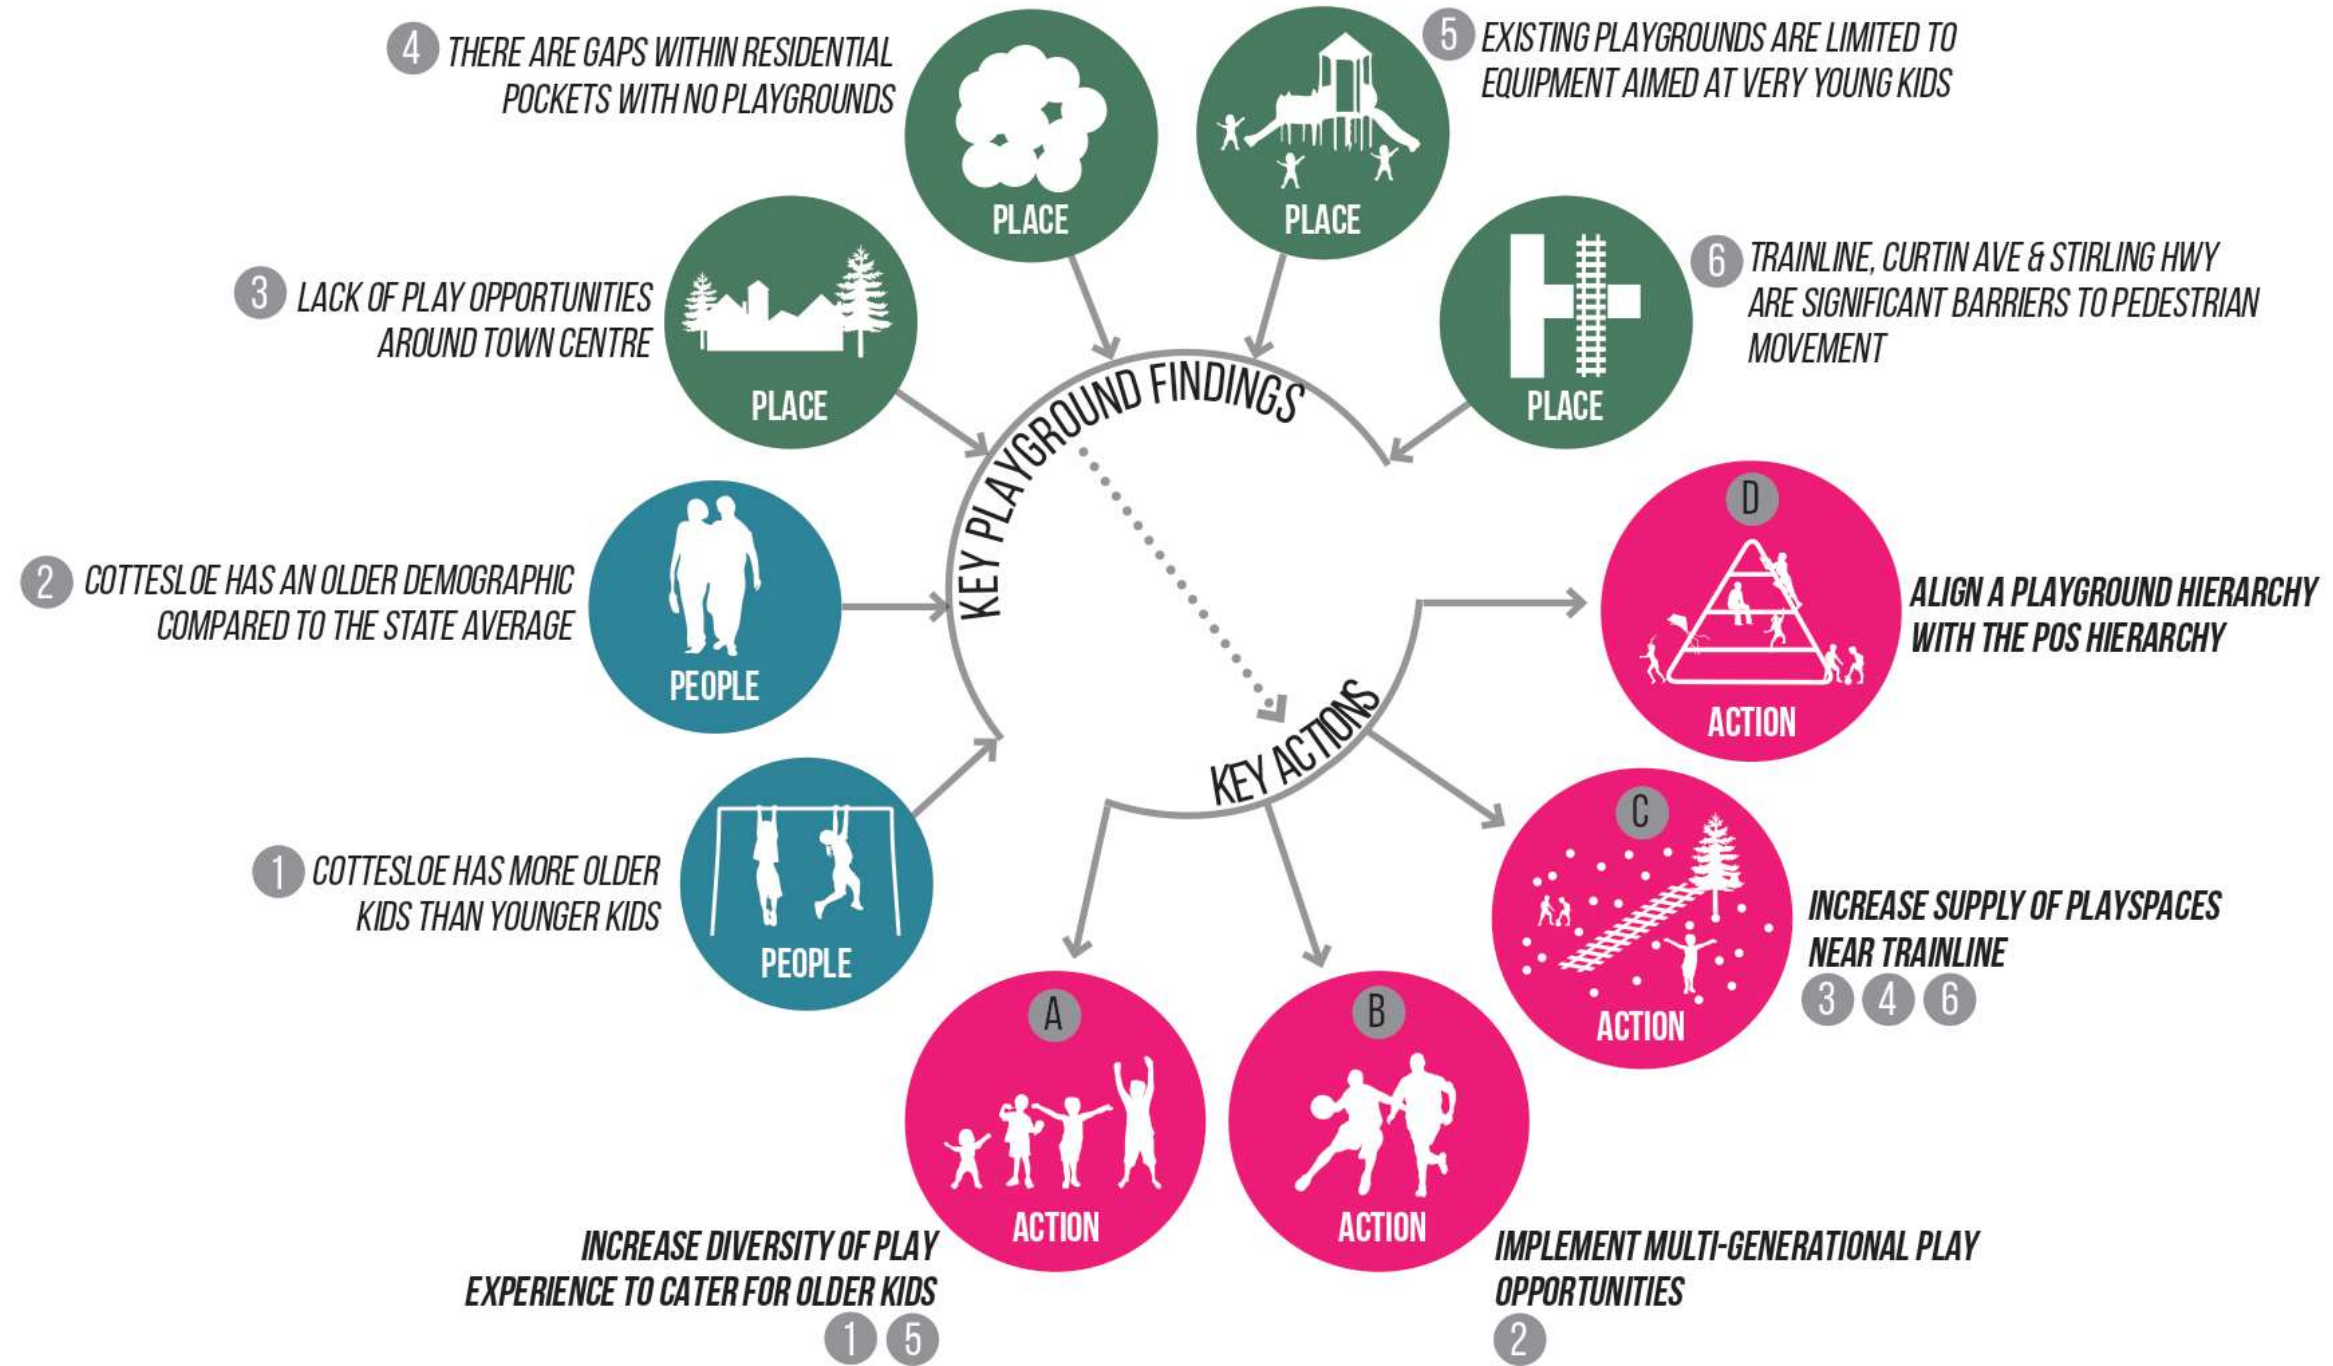 4 THERE ARE GAPS WITHIN RESIDENTIAL
POCKETS WITH NO PLAYGROUNDS
PLACE
5 EXISTING PLAYGROUNDS ARE LIMITED TO
EQUIPMENT AIMED AT VERY YOUNG KIDS
PLACE
3 LACK OF PLAY OPPORTUNITIES
AROUND TOWN CENTRE
PLACE
6 TRAINLINE, CURTIN AVE & STIRLING HWY
ARE SIGNIFICANT BARRIERS TO PEDESTRIAN
MOVEMENT
PLACE
KEY PLAYGROUND FINDINGS
2 COTTESLOE HAS AN OLDER DEMOGRAPHIC
COMPARED TO THE STATE AVERAGE
PEOPLE
D
ALIGN A PLAYGROUND HIERARCHY
WITH THE POS HIERARCHY
ACTION
KEY ACTIONS
1 COTTESLOE HAS MORE OLDER
KIDS THAN YOUNGER KIDS
PEOPLE
C
INCREASE SUPPLY OF PLAYSPACES
NEAR TRAINLINE
3 4 6
ACTION
A
ACTION
INCREASE DIVERSITY OF PLAY
EXPERIENCE TO CATER FOR OLDER KIDS
1 5
B
ACTION
IMPLEMENT MULTI-GENERATIONAL PLAY
OPPORTUNITIES
2